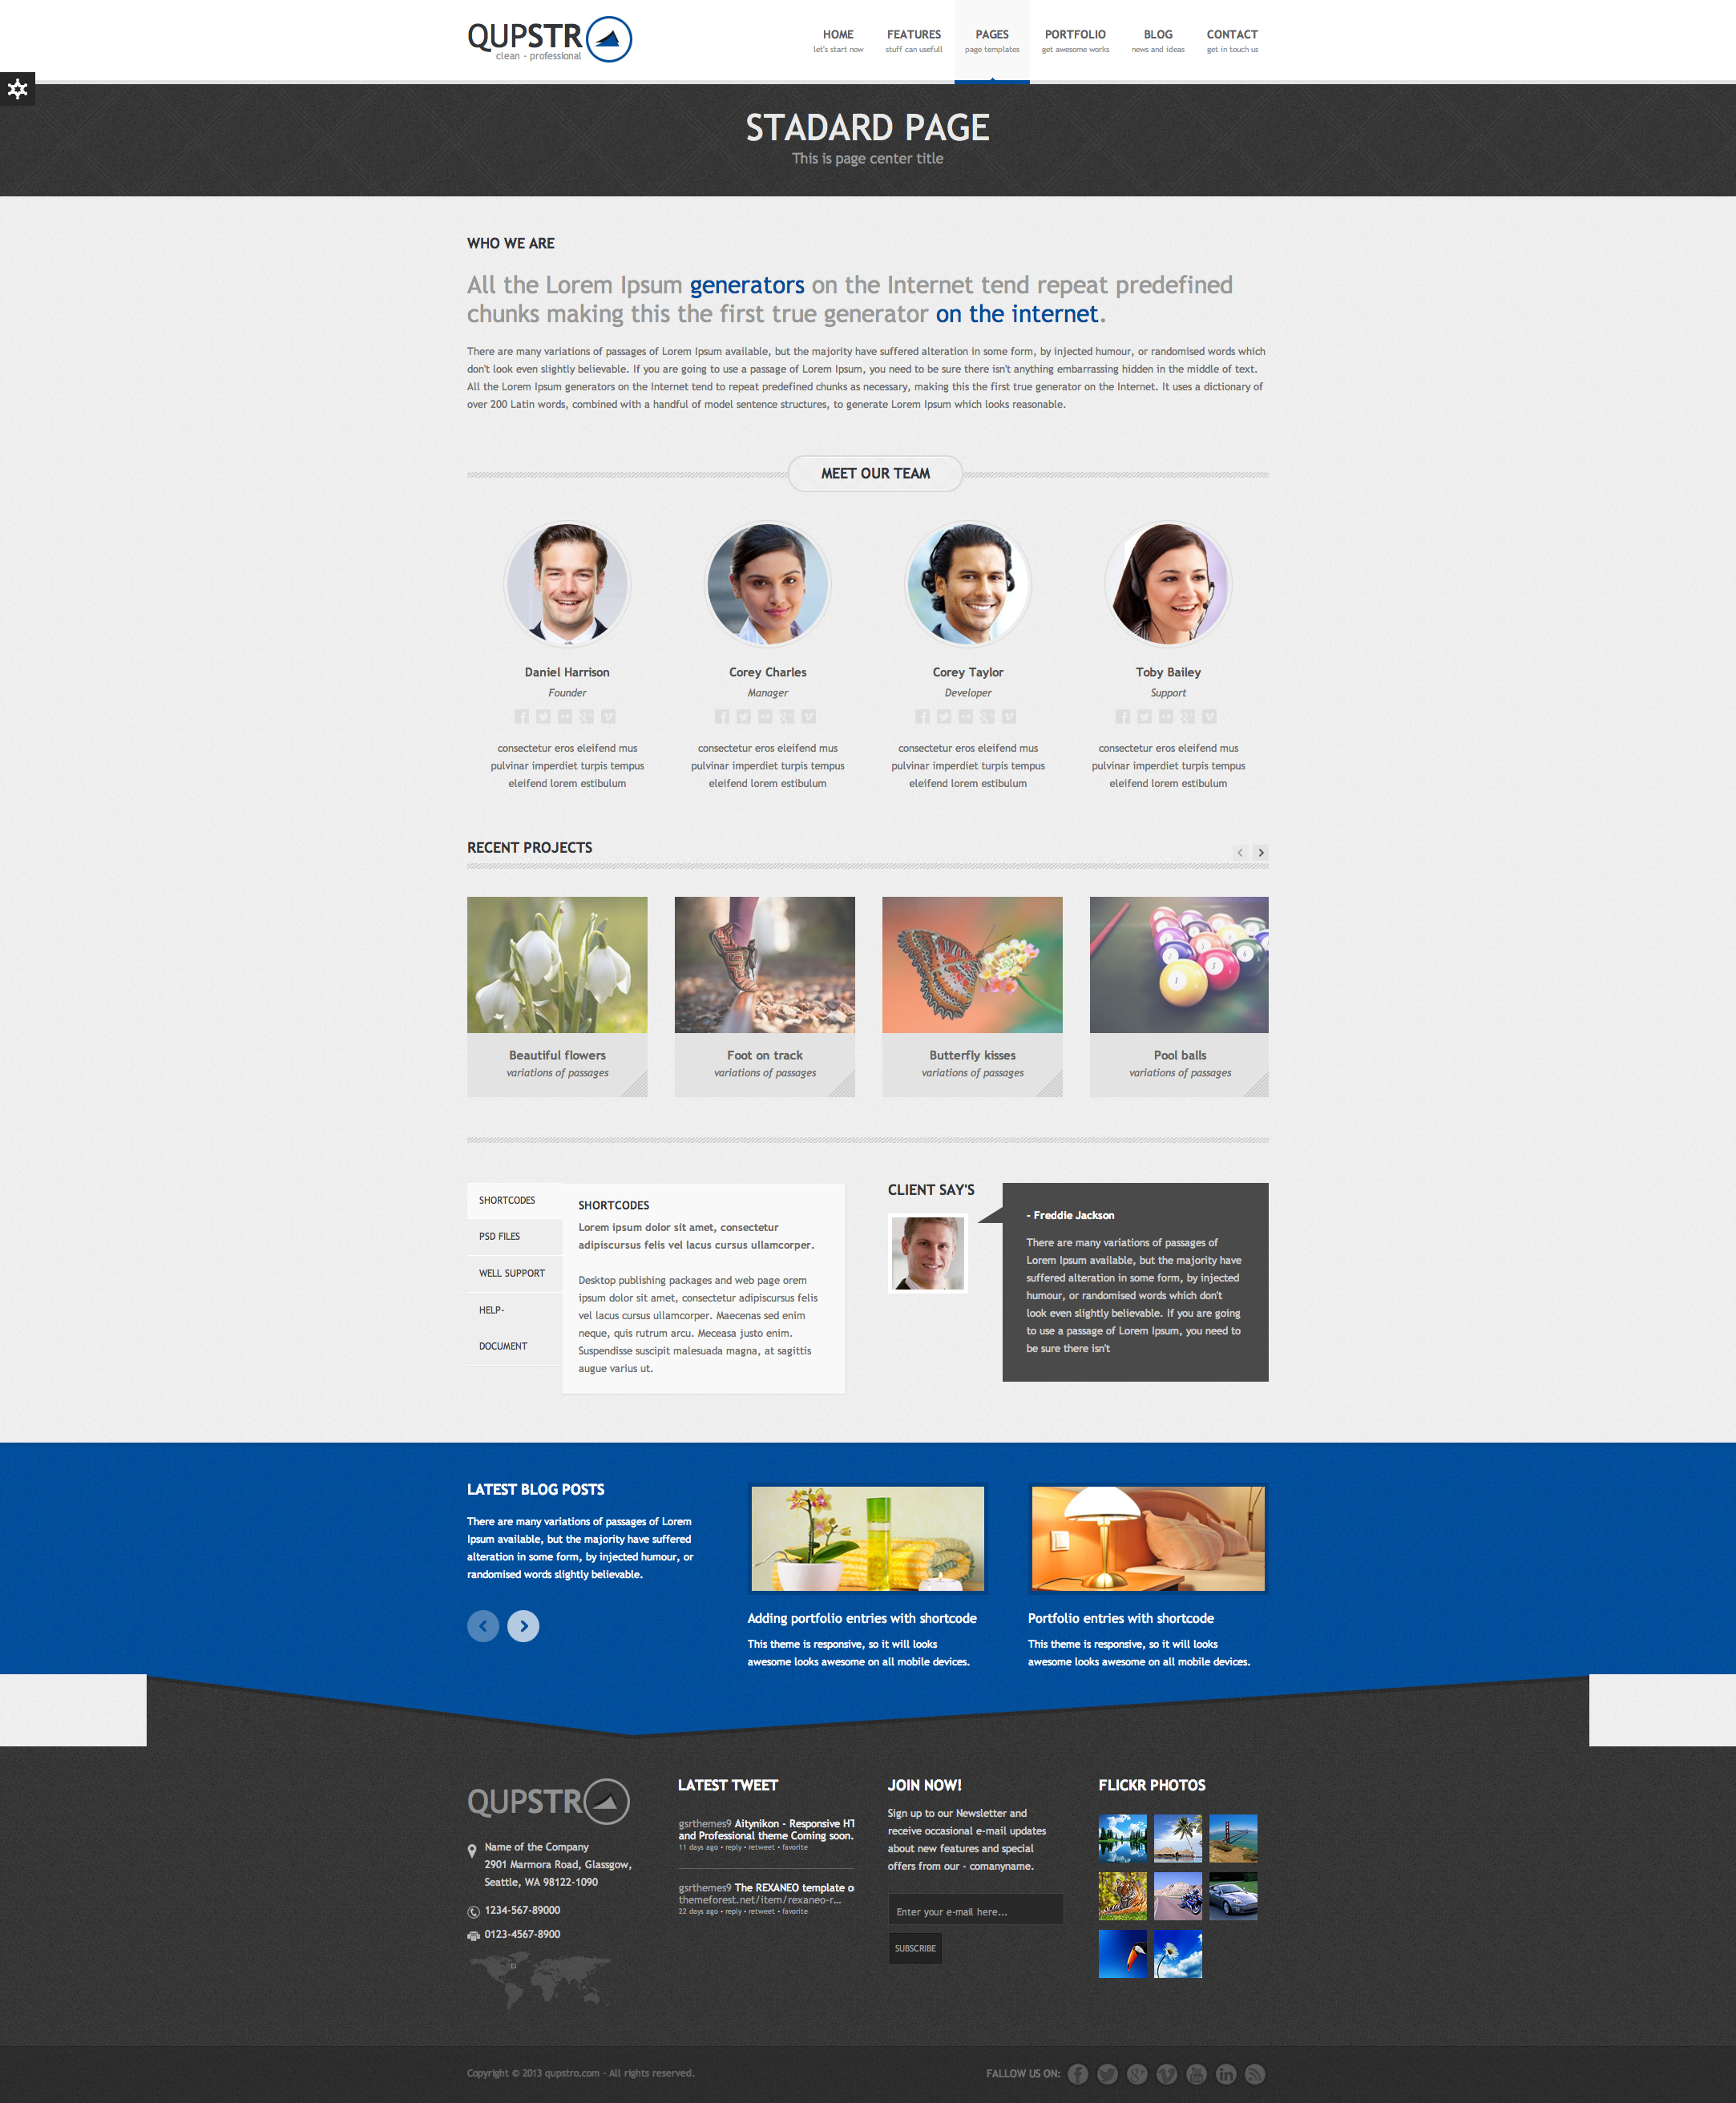 QUPSTR
clean - professional
HOME
let's start now
FEATURES
stuff can usefull
PAGES
page templates
PORTFOLIO
get awesome works
BLOG
news and ideas
CONTACT
get in touch us
STADARD PAGE
This is page center title
WHO WE ARE
All the Lorem Ipsum generators on the Internet tend repeat predefined
chunks making this the first true generator on the internet.
There are many variations of passages of Lorem Ipsum available, but the majority have suffered alteration in some form, by injected humour, or randomised words which
don't look even slightly believable. If you are going to use a passage of Lorem Ipsum, you need to be sure there isn't anything embarrassing hidden in the middle of text.
All the Lorem Ipsum generators on the Internet tend to repeat predefined chunks as necessary, making this the first true generator on the Internet. It uses a dictionary of
over 200 Latin words, combined with a handful of model sentence structures, to generate Lorem Ipsum which looks reasonable.
MEET OUR TEAM
Daniel Harrison
Founder
consectetur eros eleifend mus
pulvinar imperdiet turpis tempus
eleifend lorem estibulum
Corey Charles
Manager
consectetur eros eleifend mus
pulvinar imperdiet turpis tempus
eleifend lorem estibulum
Corey Taylor
Developer
consectetur eros eleifend mus
pulvinar imperdiet turpis tempus
eleifend lorem estibulum
Toby Bailey
Support
consectetur eros eleifend mus
pulvinar imperdiet turpis tempus
eleifend lorem estibulum
RECENT PROJECTS
Beautiful flowers
variations of passages
Foot on track
variations of passages
Butterfly kisses
variations of passages
Pool balls
variations of passages
SHORTCODES
PSD FILES
WELL SUPPORT
HELP-
DOCUMENT
SHORTCODES
Lorem ipsum dolor sit amet, consectetur
adipiscursus felis vel lacus cursus ullamcorper.
Desktop publishing packages and web page orem
ipsum dolor sit amet, consectetur adipiscursus felis
vel lacus cursus ullamcorper. Maecenas sed enim
neque, quis rutrum arcu. Meceasa justo enim.
Suspendisse suscipit malesuada magna, at sagittis
augue varius ut.
CLIENT SAY'S
- Freddie Jackson
There are many variations of passages of
Lorem Ipsum available, but the majority have
suffered alteration in some form, by injected
humour, or randomised words which don't
look even slightly believable. If you are going
to use a passage of Lorem Ipsum, you need to
be sure there isn't
LATEST BLOG POSTS
There are many variations of passages of Lorem
Ipsum available, but the majority have suffered
alteration in some form, by injected humour, or
randomised words slightly believable.
Adding portfolio entries with shortcode
This theme is responsive, so it will looks
awesome looks awesome on all mobile devices.
Portfolio entries with shortcode
This theme is responsive, so it will looks
awesome looks awesome on all mobile devices.
QUPSTR
Name of the Company
2901 Marmora Road, Glassgow,
Seattle, WA 98122-1090
1234-567-89000
0123-4567-8900
LATEST TWEET
gsrthemes9 Aitynikon - Responsive HT
and Professional theme Coming soon.
11 days ago • reply • retweet • favorite
gsrthemes9 The REXANEO template o
themeforest.net/item/rexaneo-r...
22 days ago • reply • retweet • favorite
JOIN NOW!
Sign up to our Newsletter and
receive occasional e-mail updates
about new features and special
offers from our - comanyname.
Enter your e-mail here...
SUBSCRIBE
FLICKR PHOTOS
Copyright © 2013 qupstro.com - All rights reserved.
FALLOW US ON: